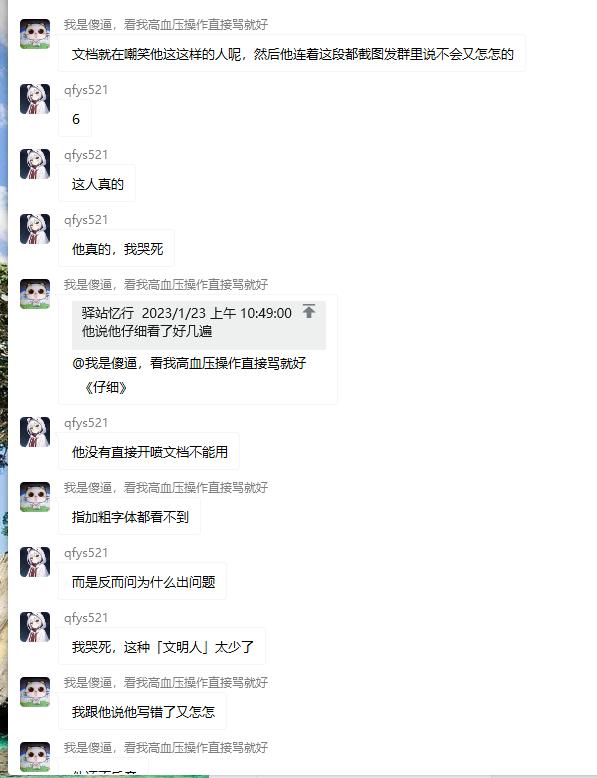 我是傻逼，看我高血压操作直接骂就好
文档就在嘲笑他这这样的人呢，然后他连着这段都截图发群里说不会又怎怎的
qfys521
6
qfys521
这人真的
qfys521
他真的，我哭死
我是傻逼，看我高血压操作直接骂就好
驿站忆行 2023/1/23 上午 10:49:00
他说他仔细看了好几遍
@我是傻逼，看我高血压操作直接骂就好
《仔细》
qfys521
他没有直接开喷文档不能用
我是傻逼，看我高血压操作直接骂就好
指加粗字体都看不到
qfys521
而是反而问为什么出问题
qfys521
我哭死，这种「文明人」太少了
我是傻逼，看我高血压操作直接骂就好
我跟他说他写错了又怎怎
我是傻逼，看我高血压操作直接骂就好